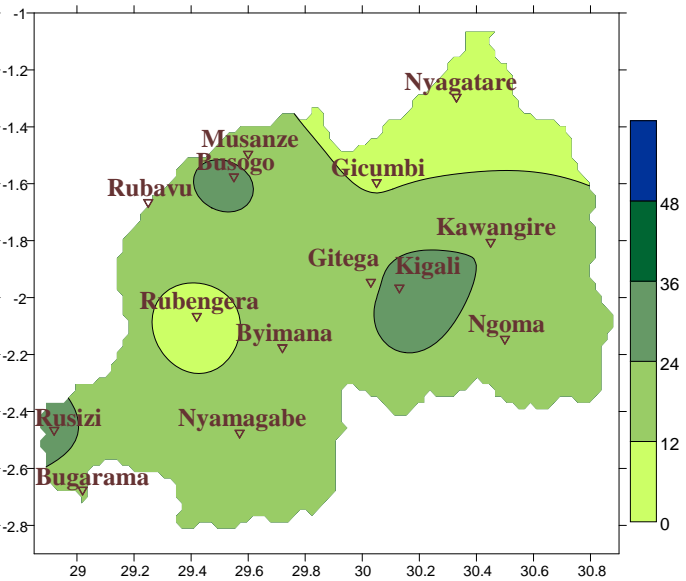 -1
-1.2
-1.4
-1.6
-1.8
-2
-2.2
-2.4
-2.6
-2.8
Nyagatare
Musanze
Busogo
Gicumbi
Rubavu
Kawangire
Gitega
Kigali
Rubengera
Byimana
Ngoma
Rusizi
Nyamagabe
Bugarama
48
36
24
12
0
29
29.2
29.4
29.6
29.8
30
30.2
30.4
30.6
30.8